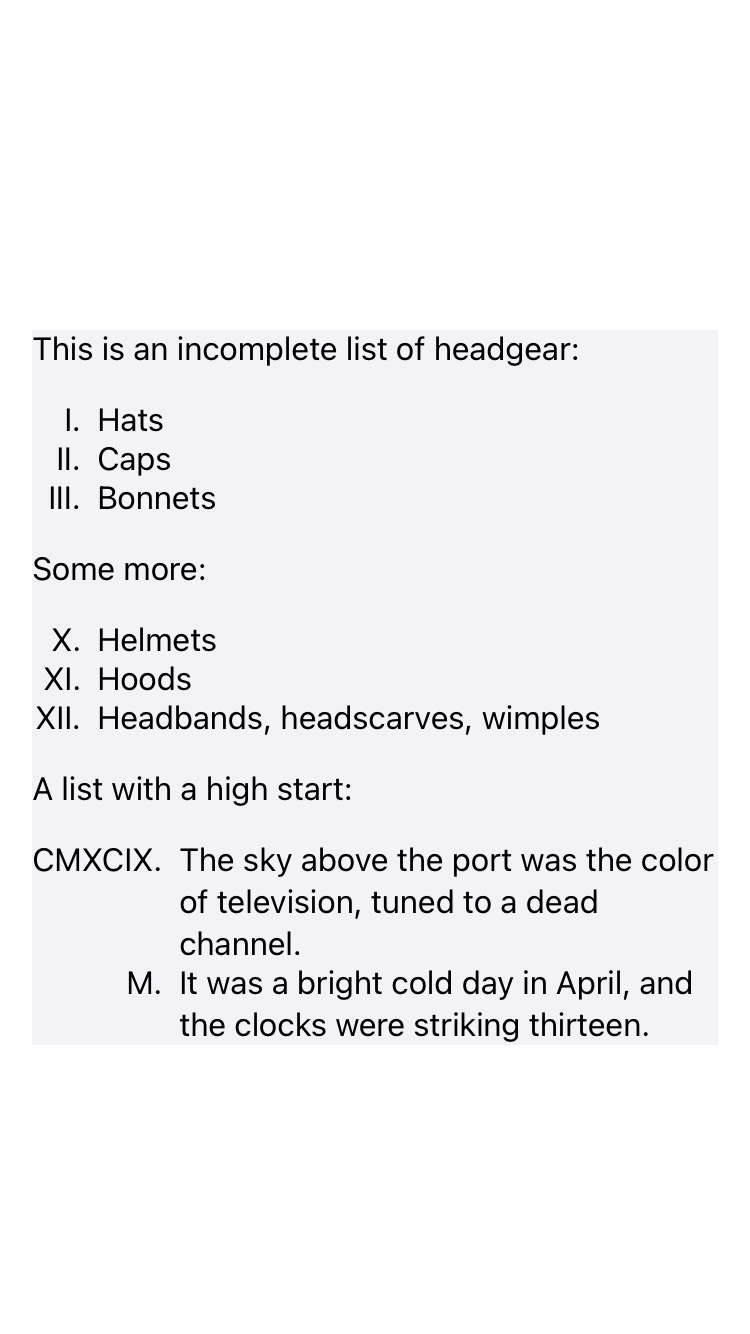 This is an incomplete list of headgear:
I. Hats
II. Caps
III. Bonnets
Some more:
X. Helmets
XI. Hoods
XII. Headbands, headscarves, wimples
A list with a high start:
CMXCIX. The sky above the port was the color
of television, tuned to a dead
channel.
M. It was a bright cold day in April, and
the clocks were striking thirteen.